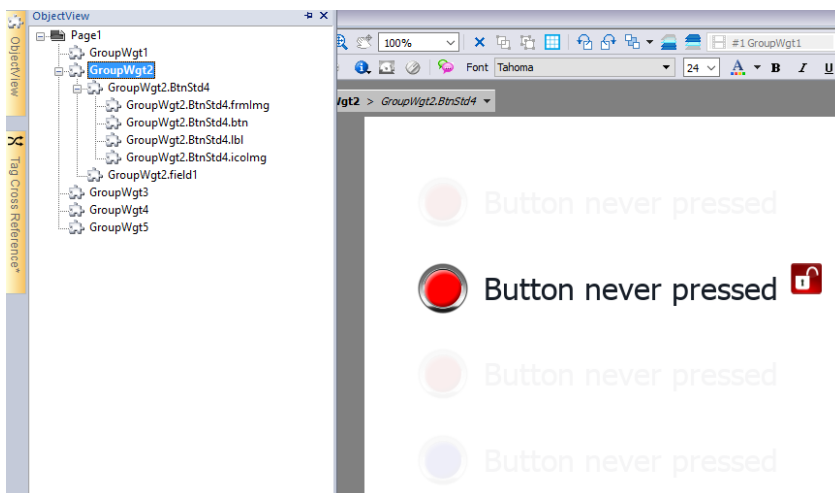 ObjectView
Page1
GroupWgt1
GroupWgt2
GroupWgt2.BtnStd4
GroupWgt2.BtnStd4.frmImg
GroupWgt2.BtnStd4.btn
GroupWgt2.BtnStd4.lbl
GroupWgt2.BtnStd4.icoImg
GroupWgt2.field1
GroupWgt3
GroupWgt4
GroupWgt5
ObjectView
Tag Cross Reference*
100%
#1 GroupWgt1
Font Tahoma 24 A B I U
> GroupWgt2.BtnStd4
Button never pressed
Button never pressed
Button never pressed
Button never pressed